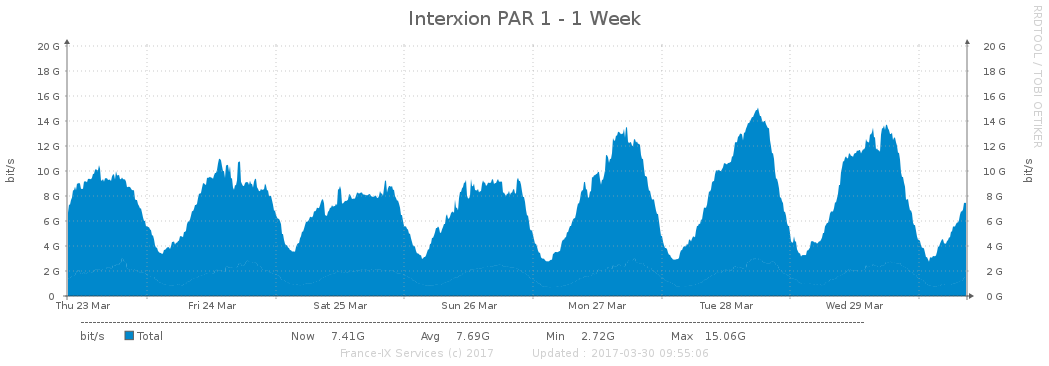 Interxion PAR 1 - 1 Week
RRDTOOL / TOBI OETIKER
bit/s
20 G
18 G
16 G
14 G
12 G
10 G
8 G
6 G
4 G
2 G
0
20 G
18 G
16 G
14 G
12 G
10 G
8 G
6 G
4 G
2 G
0 G
bit/s
Thu 23 Mar Fri 24 Mar Sat 25 Mar Sun 26 Mar Mon 27 Mar Tue 28 Mar Wed 29 Mar
bit/s Total Now 7.41G Avg 7.69G Min 2.72G Max 15.06G
France-IX Services (c) 2017 Updated : 2017-03-30 09:55:06